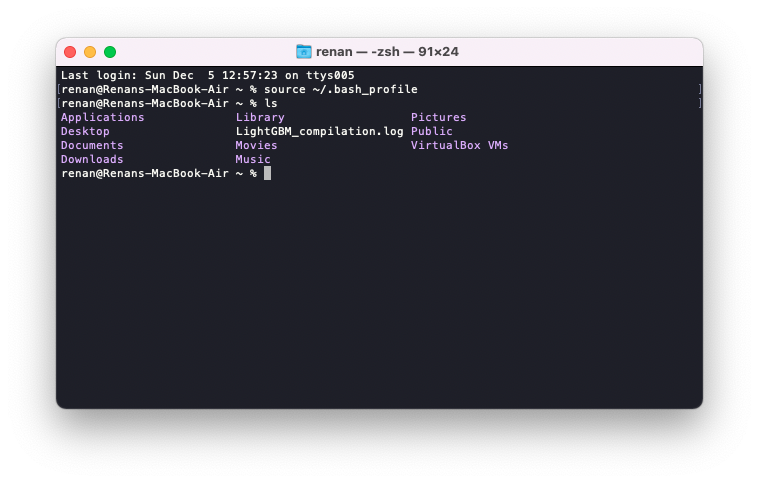 renan — -zsh — 91×24
Last login: Sun Dec  5 12:57:23 on ttys005
[renan@Renans-MacBook-Air ~ % source ~/.bash_profile ]
[renan@Renans-MacBook-Air ~ % ls ]
Applications Library Pictures
Desktop LightGBM_compilation.log Public
Documents Movies VirtualBox VMs
Downloads Music
renan@Renans-MacBook-Air ~ %